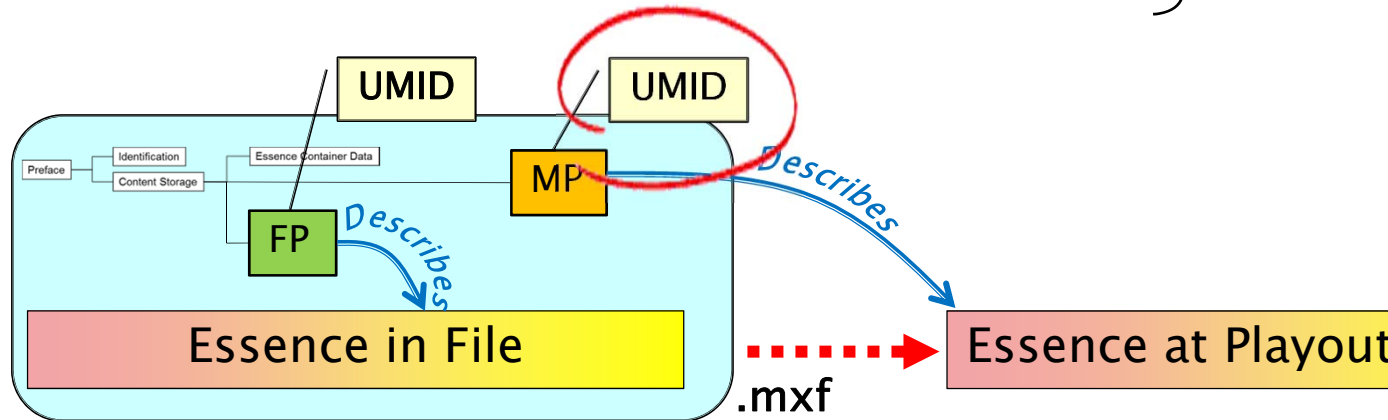 UMID
UMID
Identification
Essence Container Data
Preface
Content Storage
MP
Describes
FP
Describes
Essence in File
Essence at Playout
.mxf